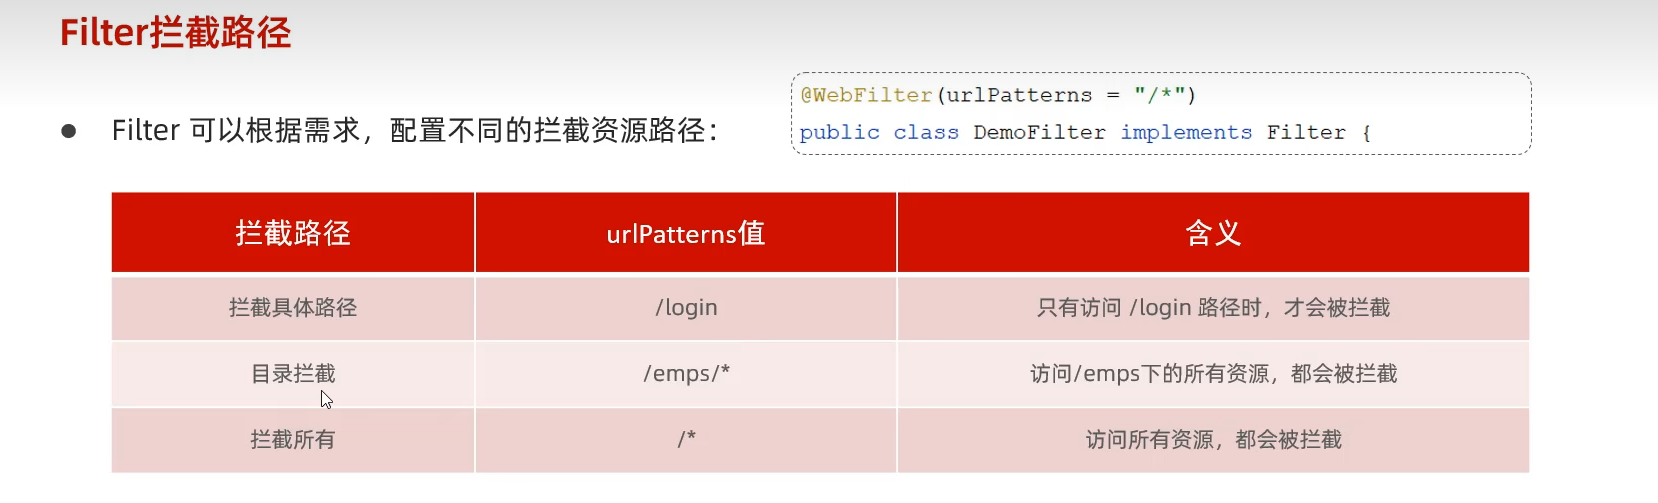 Filter拦截路径
Filter 可以根据需求，配置不同的拦截资源路径：
@WebFilter(urlPatterns = "/*")
public class DemoFilter implements Filter {
拦截路径 urlPatterns值 含义
拦截具体路径 /login 只有访问 /login 路径时，才会被拦截
目录拦截 /emps/* 访问/emps下的所有资源，都会被拦截
拦截所有 /* 访问所有资源，都会被拦截